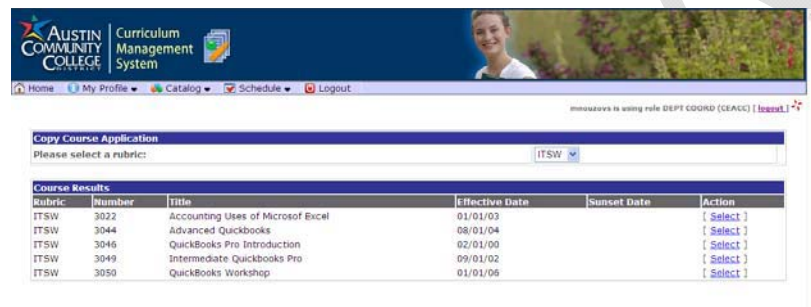 AUSTIN COMMUNITY COLLEGE DISTRICT
Curriculum Management System
Home My Profile Catalog Schedule Logout
is using role DEPT COORD (CEACC) [ logout ]
Copy Course Application
Please select a rubric: ITSW
Course Results
Rubric Number Title Effective Date Sunset Date Action
ITSW 3022 Accounting Uses of Microsof Excel 01/01/03 [ Select ]
ITSW 3044 Advanced Quickbooks 08/01/04 [ Select ]
ITSW 3046 QuickBooks Pro Introduction 02/01/00 [ Select ]
ITSW 3049 Intermediate Quickbooks Pro 09/01/02 [ Select ]
ITSW 3050 QuickBooks Workshop 01/01/06 [ Select ]